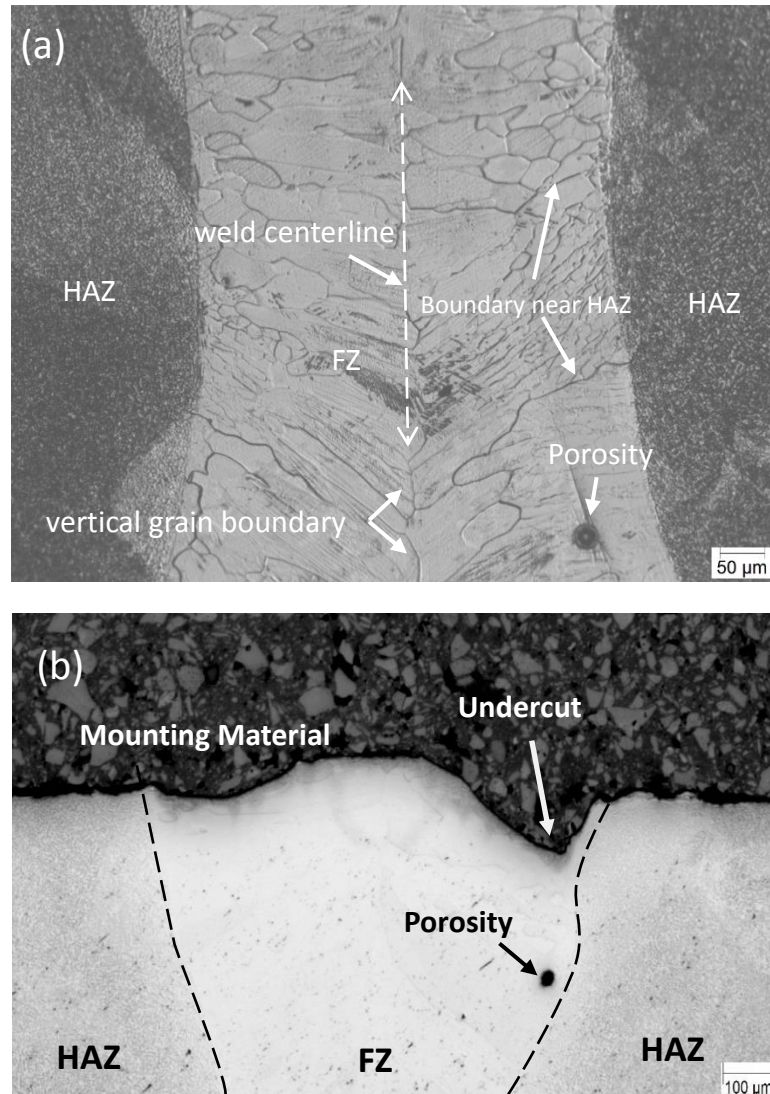 (a)
weld centerline
HAZ
Boundary near HAZ
HAZ
FZ
Porosity
vertical grain boundary
50 µm
(b)
Undercut
Mounting Material
Porosity
HAZ
FZ
HAZ
100 µm